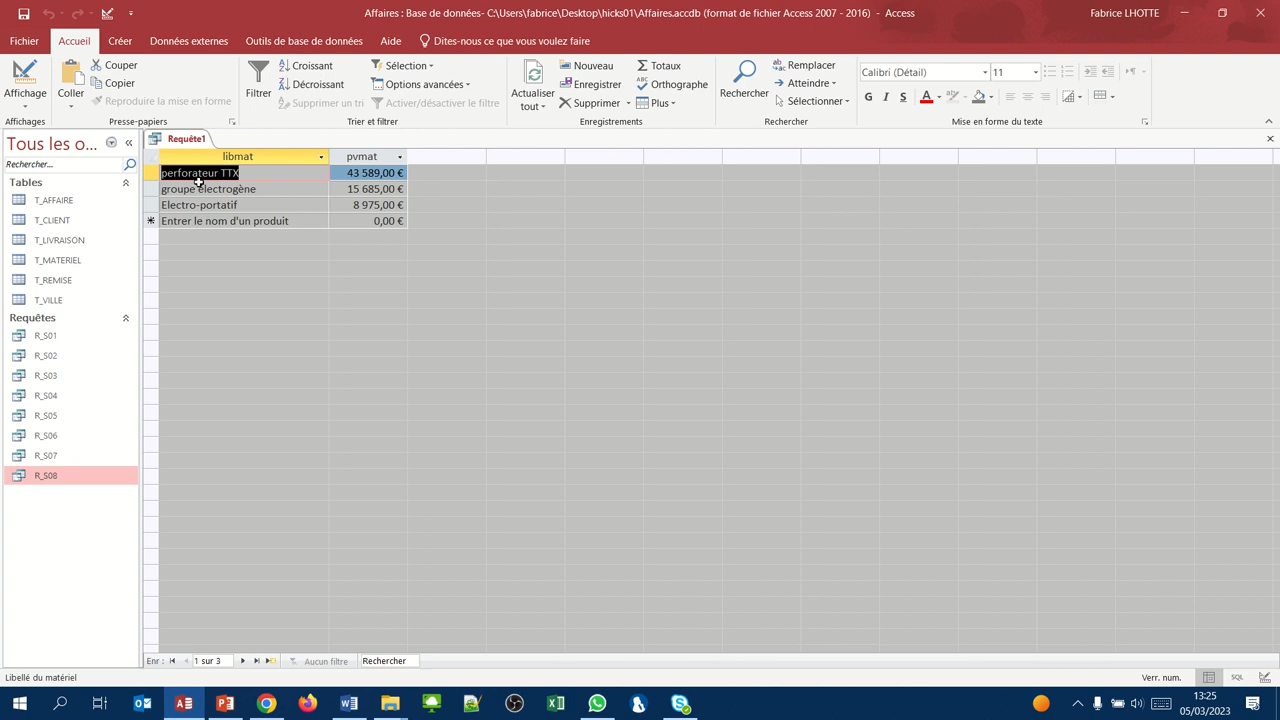 Affaires : Base de données- C:\Users\fabrice\Desktop\hicks01\Affaires.accdb (format de fichier Access 2007 - 2016) - Access
Fabrice LHOTTE
Fichier
Accueil
Créer
Données externes
Outils de base de données
Aide
Dites-nous ce que vous voulez faire
Affichage
Affichages
Coller
Couper
Copier
Reproduire la mise en forme
Presse-papiers
Filtrer
Croissant
Décroissant
Supprimer un tri
Sélection
Options avancées
Activer/désactiver le filtre
Trier et filtrer
Actualiser
tout
Nouveau
Enregistrer
Supprimer
Totaux
Orthographe
Plus
Enregistrements
Rechercher
Remplacer
Atteindre
Sélectionner
Rechercher
Calibri (Détail)
11
G I S
Mise en forme du texte
Tous les o...
Rechercher...
Tables
T_AFFAIRE
T_CLIENT
T_LIVRAISON
T_MATERIEL
T_REMISE
T_VILLE
Requêtes
R_S01
R_S02
R_S03
R_S04
R_S05
R_S06
R_S07
R_S08
Requête1
libmat pvmat
perforateur TTX 43 589,00 €
groupe électrogène 15 685,00 €
Electro-portatif 8 975,00 €
Entrer le nom d'un produit 0,00 €
Enr : 1 sur 3 Aucun filtre Rechercher
Libellé du matériel
Verr. num.
SQL
13:25
05/03/2023